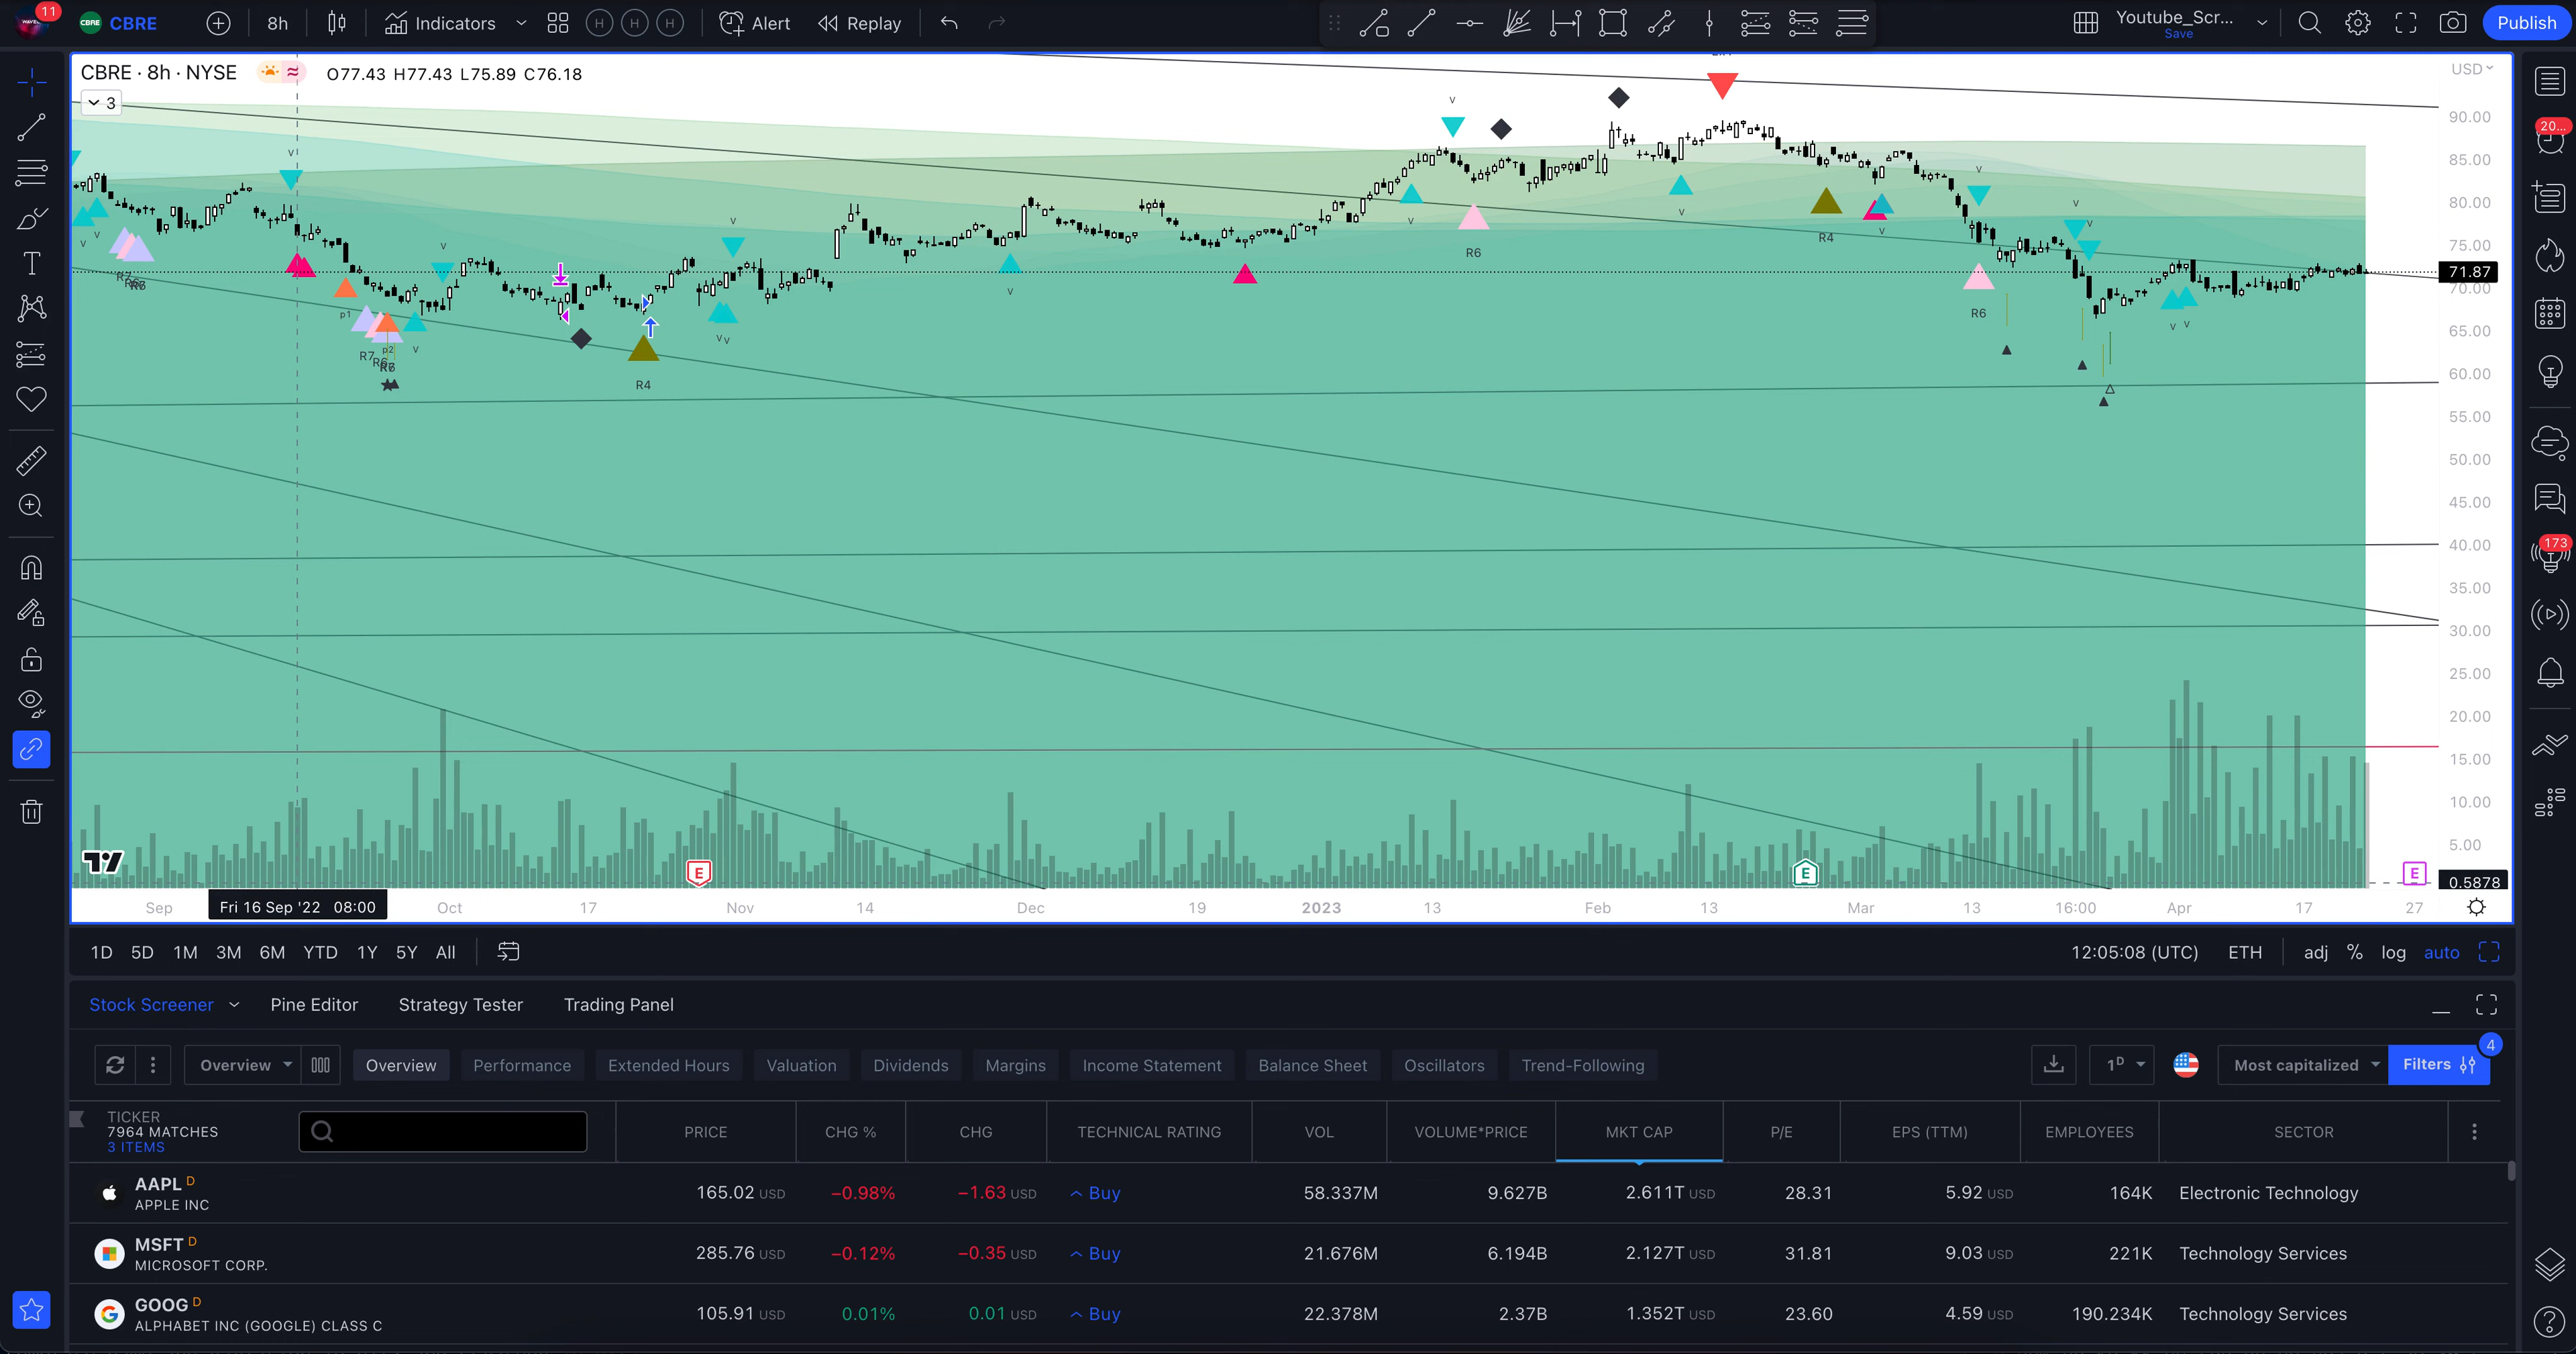 11
CBRE CBRE 8h Indicators H H H Alert Replay Youtube_Scr... Save Publish
CBRE · 8h · NYSE O77.43 H77.43 L75.89 C76.18
3
USD
90.00
85.00
80.00
75.00
71.87
70.00
65.00
60.00
55.00
50.00
45.00
40.00
35.00
30.00
25.00
20.00
15.00
10.00
5.00
0.5878
20...
173
v v v v v v v v v v v v v v v v v v
R6 R4
R6
p1
R7 p2
R4
E E E
Sep Fri 16 Sep '22 08:00 Oct 17 Nov 14 Dec 19 2023 13 Feb 13 Mar 13 16:00 Apr 17 27
1D 5D 1M 3M 6M YTD 1Y 5Y All 12:05:08 (UTC) ETH adj % log auto
Stock Screener Pine Editor Strategy Tester Trading Panel
Overview Overview Performance Extended Hours Valuation Dividends Margins Income Statement Balance Sheet Oscillators Trend-Following 1D Most capitalized Filters 4
TICKER
7964 MATCHES
3 ITEMS
PRICE CHG % CHG TECHNICAL RATING VOL VOLUME*PRICE MKT CAP P/E EPS (TTM) EMPLOYEES SECTOR
AAPL D 165.02 USD −0.98% −1.63 USD Buy 58.337M 9.627B 2.611T USD 28.31 5.92 USD 164K Electronic Technology
APPLE INC
MSFT D 285.76 USD −0.12% −0.35 USD Buy 21.676M 6.194B 2.127T USD 31.81 9.03 USD 221K Technology Services
MICROSOFT CORP.
GOOG D 105.91 USD 0.01% 0.01 USD Buy 22.378M 2.37B 1.352T USD 23.60 4.59 USD 190.234K Technology Services
ALPHABET INC (GOOGLE) CLASS C